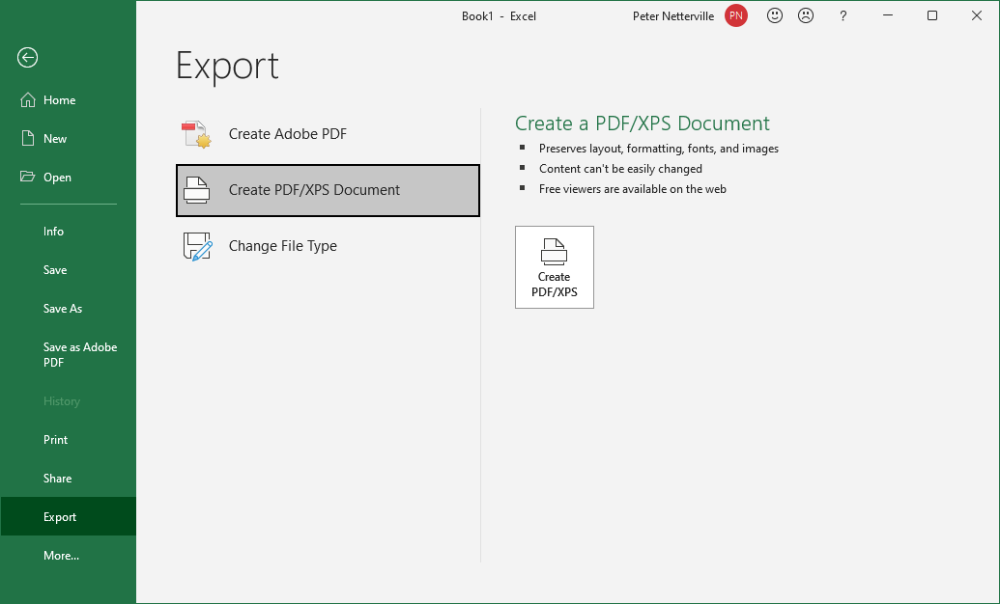 Book1 - Excel
Peter Netterville
PN
?
Home
New
Open
Info
Save
Save As
Save as Adobe
PDF
History
Print
Share
Export
More...
Export
Create Adobe PDF
Create PDF/XPS Document
Change File Type
Create a PDF/XPS Document
Preserves layout, formatting, fonts, and images
Content can't be easily changed
Free viewers are available on the web
Create
PDF/XPS